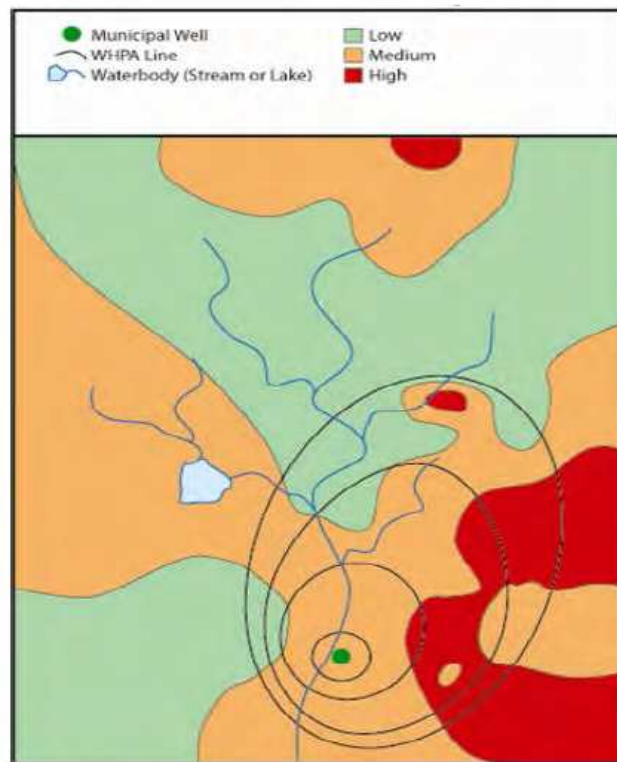 Municipal Well
WHPA Line
Waterbody (Stream or Lake)
Low
Medium
High